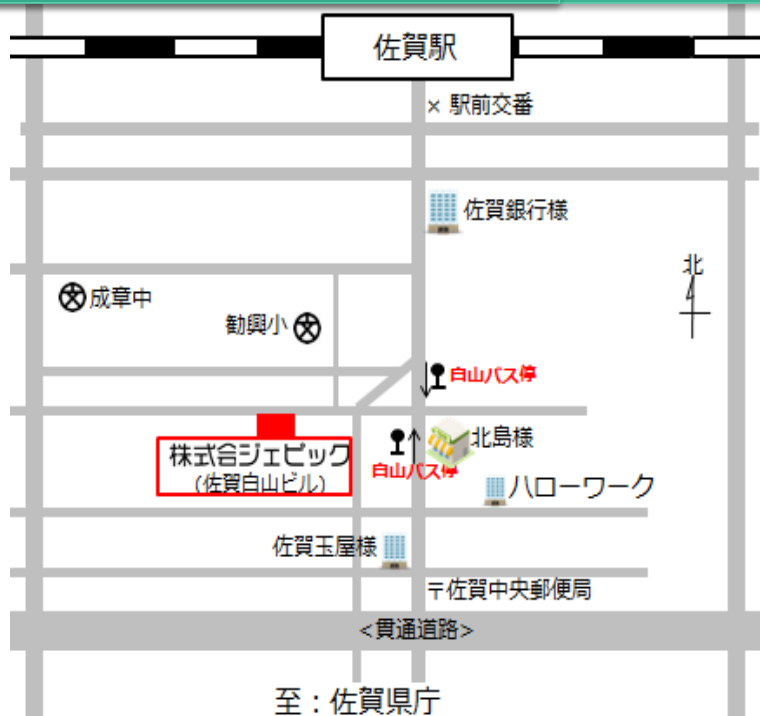 佐賀駅
× 駅前交番
佐賀銀行様
北
成章中
勧興小
白山バス停
北島様
株式会ジェピック
(佐賀白山ビル)
白山バス停
ハローワーク
佐賀玉屋様
〒佐賀中央郵便局
<貫通道路>
至：佐賀県庁